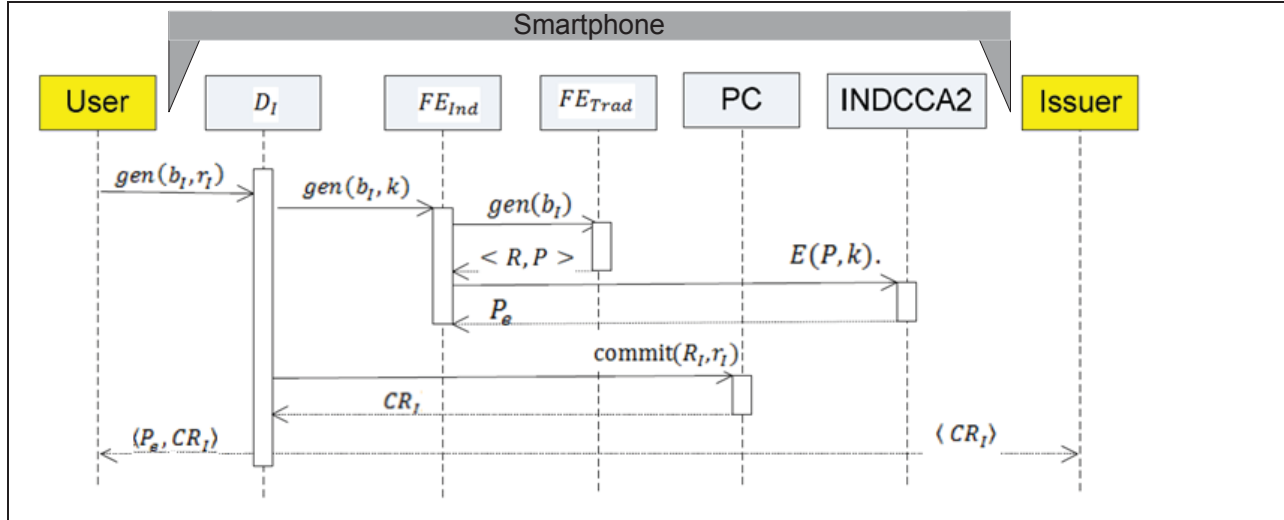 Smartphone
User
D_I
FE_Ind
FE_Trad
PC
INDCCA2
Issuer
gen(b_I,r_I)
gen(b_I, k)
gen(b_I)
< R, P >
E(P, k).
P_e
commit(R_I,r_I)
CR_I
⟨P_e, CR_I⟩
⟨ CR_I⟩